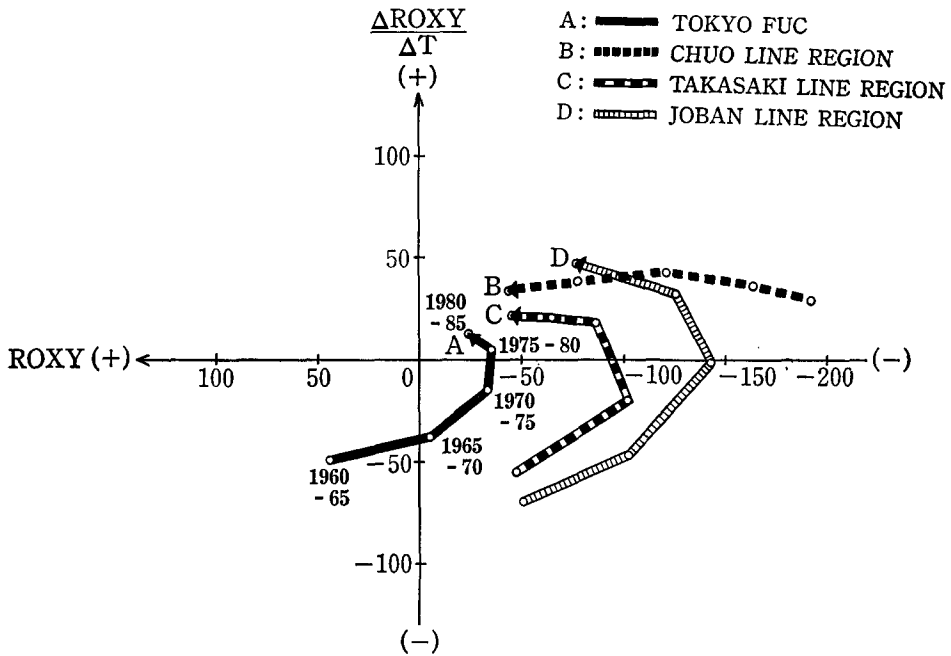 ΔROXY
ΔT
(+)
A: TOKYO FUC
B: CHUO LINE REGION
C: TAKASAKI LINE REGION
D: JOBAN LINE REGION
100
50
D
B
1980
-85
C
A
1975-80
ROXY (+)
100
50
0
-50
-100
-150
-200
(-)
1970
-75
1965
-70
1960
-65
-50
-100
(-)